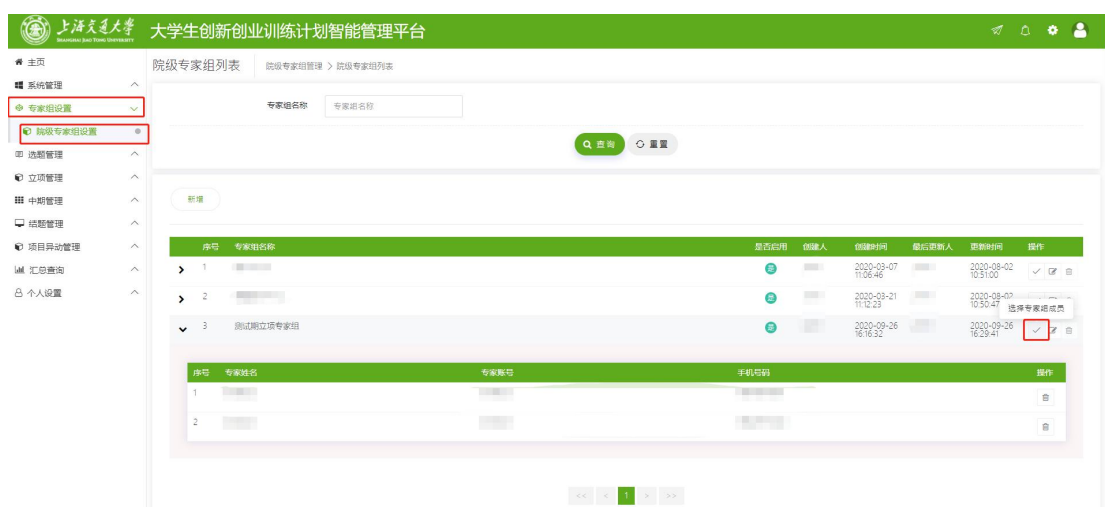 上海交通大学 大学生创新创业训练计划智能管理平台
SHANGHAI JIAO TONG UNIVERSITY
主页
系统管理
专家组设置
院级专家组设置
选题管理
立项管理
中期管理
结题管理
项目异动管理
汇总查询
个人设置
院级专家组列表 院级专家组管理 > 院级专家组列表
专家组名称 专家组名称
查询 重置
新增
序号 专家组名称 是否启用 创建人 创建时间 最后更新人 更新时间 操作
1 是 2020-03-07 11:06:46 2020-08-02 10:51:00
2 是 2020-03-21 11:12:23 2020-08-02 10:50:47
选择专家组成员
3 测试期立项专家组 是 2020-09-26 16:16:32 2020-09-26 16:29:41
序号 专家姓名 专家账号 手机号码 操作
1
2
<< < 1 > >>